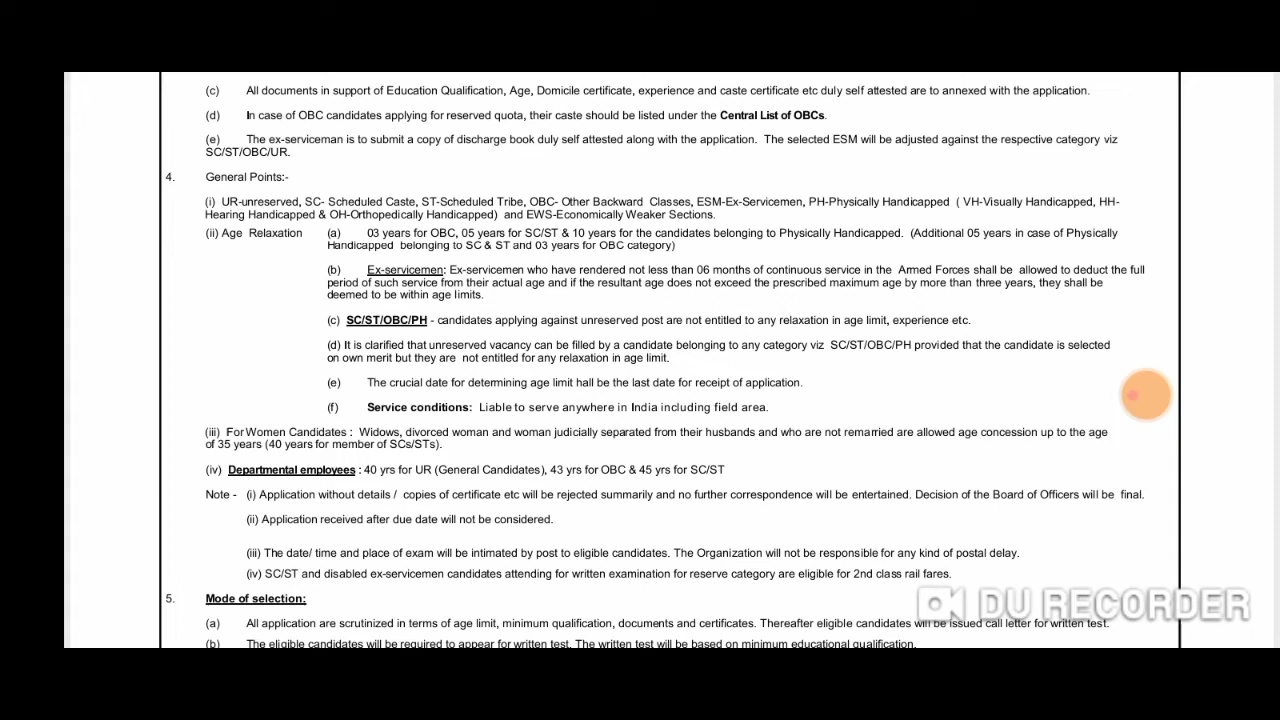 (c) All documents in support of Education Qualification, Age, Domicile certificate, experience and caste certificate etc duly self attested are to annexed with the application.
(d) In case of OBC candidates applying for reserved quota, their caste should be listed under the Central List of OBCs.
(e) The ex-serviceman is to submit a copy of discharge book duly self attested along with the application. The selected ESM will be adjusted against the respective category viz
SC/ST/OBC/UR.
4. General Points:-
(i) UR-unreserved, SC- Scheduled Caste, ST-Scheduled Tribe, OBC- Other Backward Classes, ESM-Ex-Servicemen, PH-Physically Handicapped ( VH-Visually Handicapped, HH-
Hearing Handicapped & OH-Orthopedically Handicapped) and EWS-Economically Weaker Sections.
(ii) Age Relaxation (a) 03 years for OBC, 05 years for SC/ST & 10 years for the candidates belonging to Physically Handicapped. (Additional 05 years in case of Physically
Handicapped belonging to SC & ST and 03 years for OBC category)
(b) Ex-servicemen: Ex-servicemen who have rendered not less than 06 months of continuous service in the Armed Forces shall be allowed to deduct the full
period of such service from their actual age and if the resultant age does not exceed the prescribed maximum age by more than three years, they shall be
deemed to be within age limits.
(c) SC/ST/OBC/PH - candidates applying against unreserved post are not entitled to any relaxation in age limit, experience etc.
(d) It is clarified that unreserved vacancy can be filled by a candidate belonging to any category viz SC/ST/OBC/PH provided that the candidate is selected
on own merit but they are not entitled for any relaxation in age limit.
(e) The crucial date for determining age limit hall be the last date for receipt of application.
(f) Service conditions: Liable to serve anywhere in India including field area.
(iii) For Women Candidates : Widows, divorced woman and woman judicially separated from their husbands and who are not remarried are allowed age concession up to the age
of 35 years (40 years for member of SCs/STs).
(iv) Departmental employees : 40 yrs for UR (General Candidates), 43 yrs for OBC & 45 yrs for SC/ST
Note - (i) Application without details / copies of certificate etc will be rejected summarily and no further correspondence will be entertained. Decision of the Board of Officers will be final.
(ii) Application received after due date will not be considered.
(iii) The date/ time and place of exam will be intimated by post to eligible candidates. The Organization will not be responsible for any kind of postal delay.
(iv) SC/ST and disabled ex-servicemen candidates attending for written examination for reserve category are eligible for 2nd class rail fares.
5. Mode of selection:
DU RECORDER
(a) All application are scrutinized in terms of age limit, minimum qualification, documents and certificates. Thereafter eligible candidates will be issued call letter for written test.
(b) The eligible candidates will be required to appear for written test. The written test will be based on minimum educational qualification.